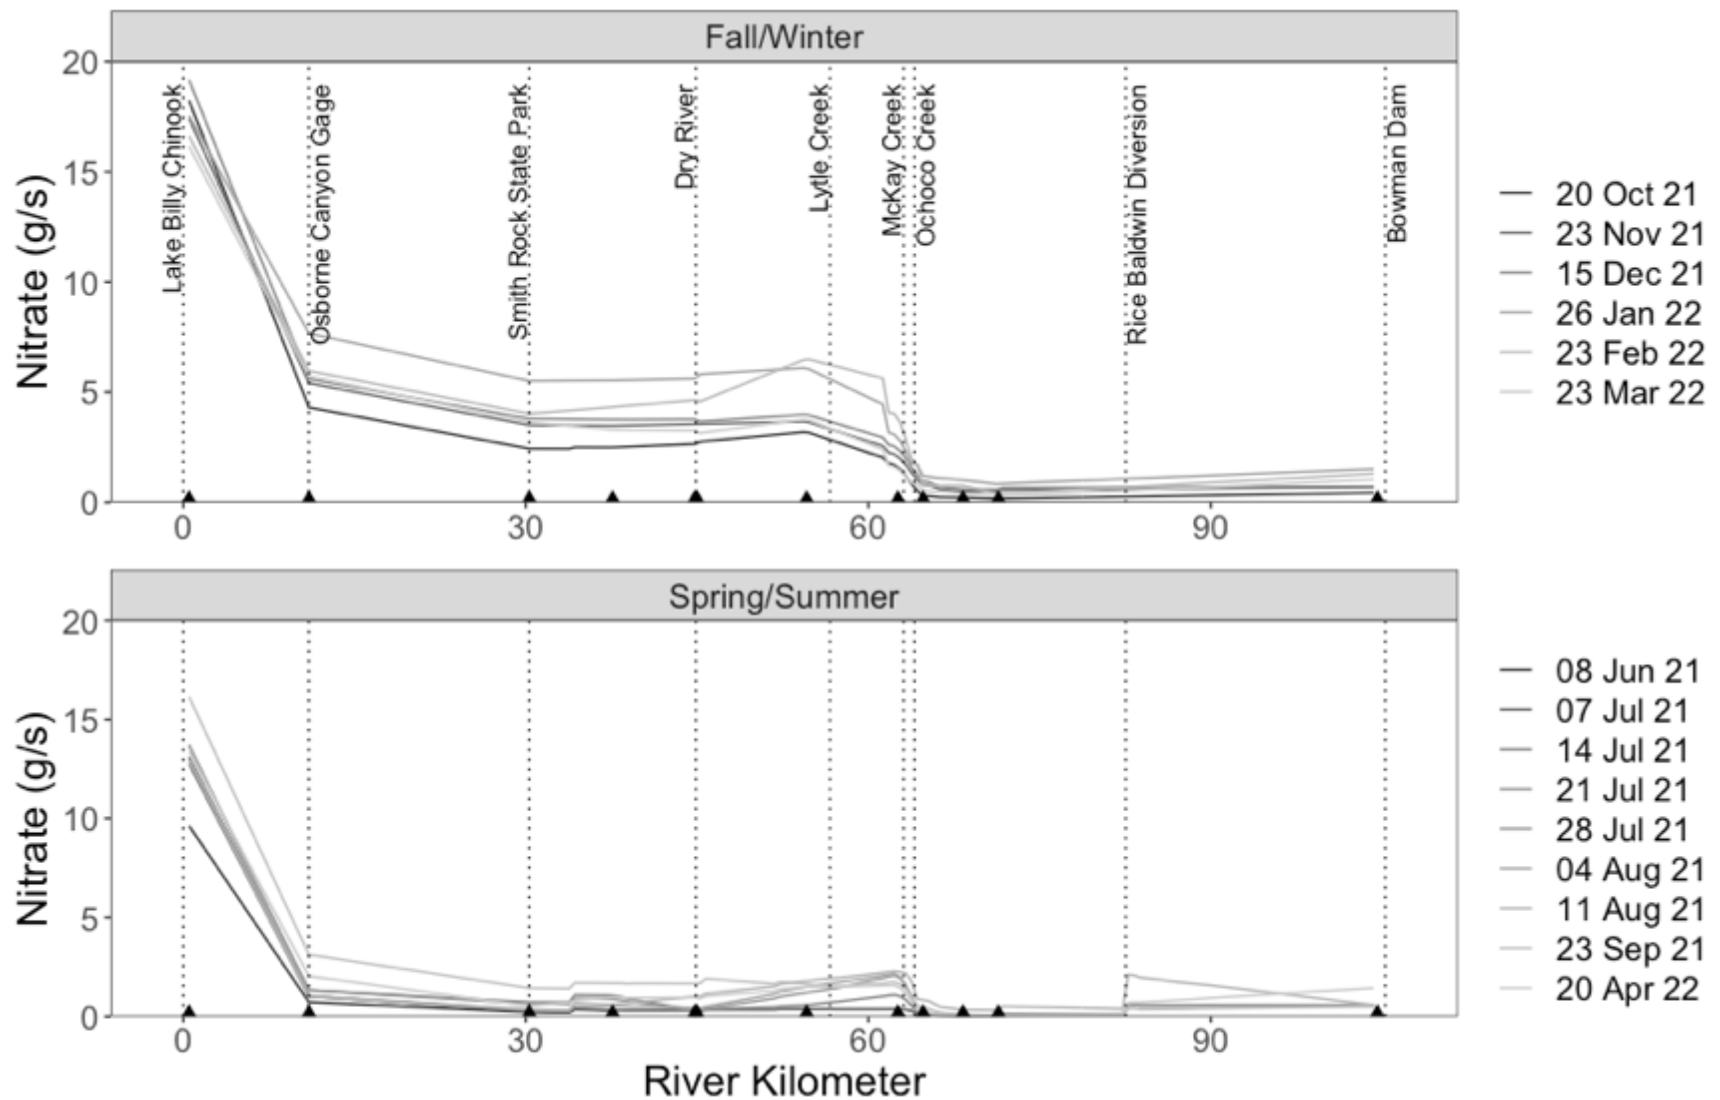 Fall/Winter
Nitrate (g/s)
20
15
10
5
0
Lake Billy Chinook
Osborne Canyon Gage
Smith Rock State Park
Dry River
Lytle Creek
McKay Creek
Ochoco Creek
Rice Baldwin Diversion
Bowman Dam
0 30 60 90
20 Oct 21
23 Nov 21
15 Dec 21
26 Jan 22
23 Feb 22
23 Mar 22
Spring/Summer
Nitrate (g/s)
20
15
10
5
0
0 30 60 90
River Kilometer
08 Jun 21
07 Jul 21
14 Jul 21
21 Jul 21
28 Jul 21
04 Aug 21
11 Aug 21
23 Sep 21
20 Apr 22